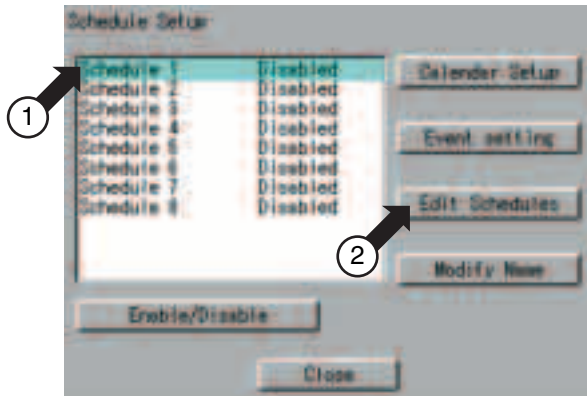 Schedule Setup
1
Schedule 1 Disabled
Schedule 2 Disabled
Schedule 3 Disabled
Schedule 4 Disabled
Schedule 5 Disabled
Schedule 6 Disabled
Schedule 7 Disabled
Schedule 8 Disabled
Calender Setup
Event setting
Edit Schedules
2
Modify Name
Enable/Disable
Close